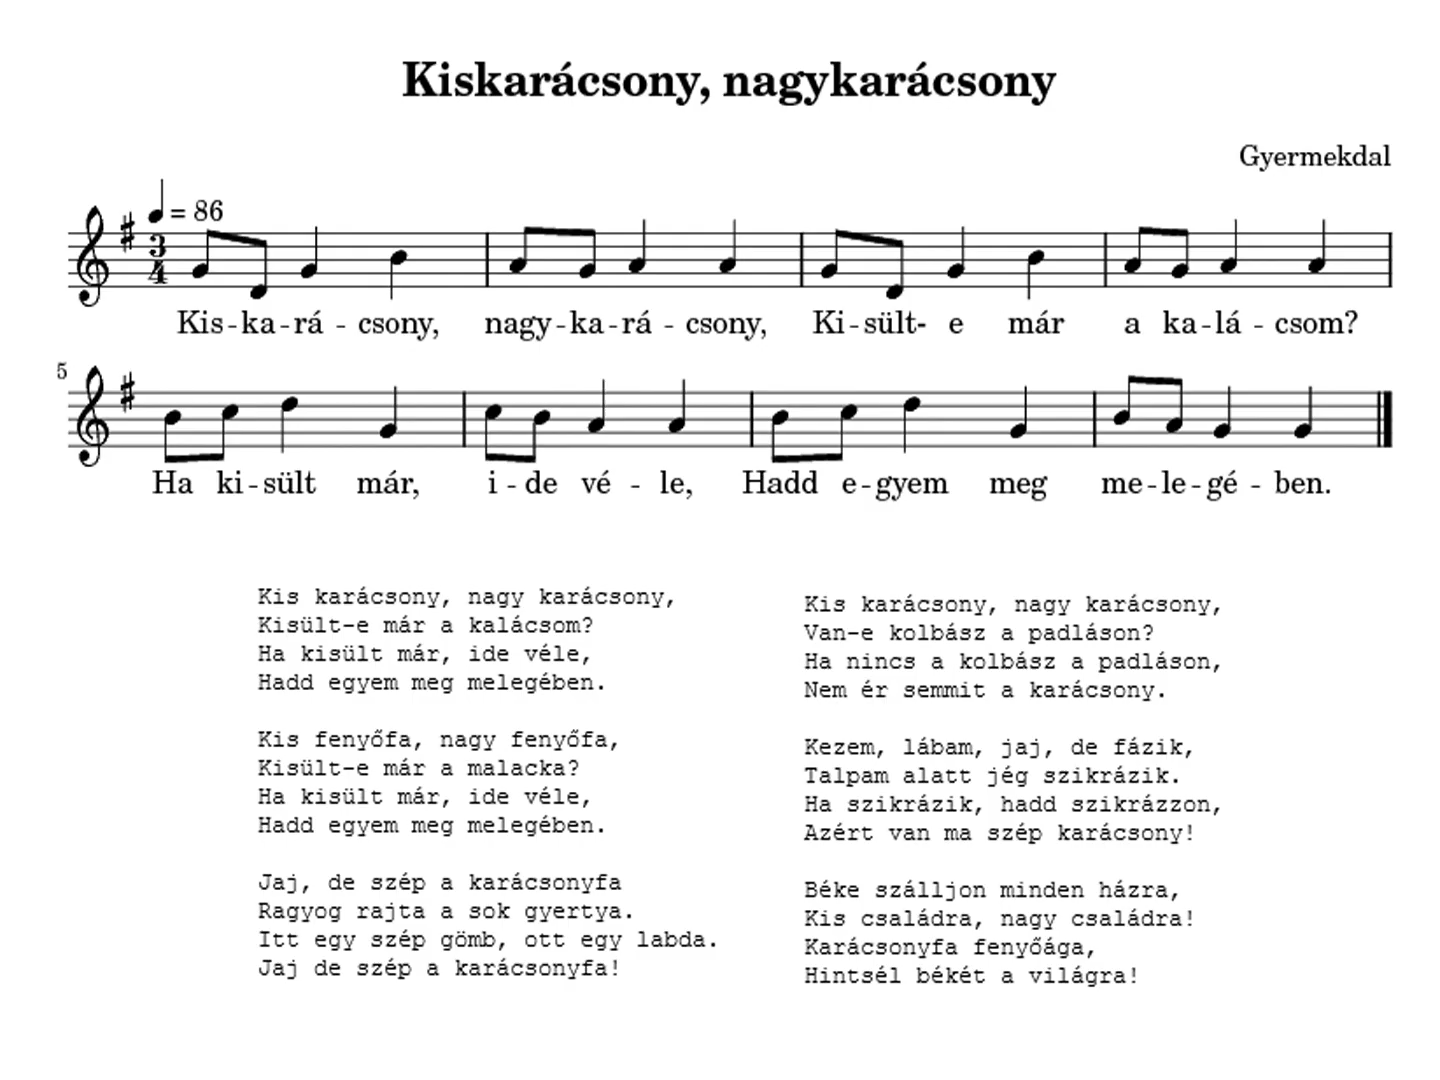 Kiskarácsony, nagykarácsony
Gyermekdal
= 86
3
4
Kis-ka-rá - csony, nagy-ka-rá - csony, Ki-sült- e már a ka-lá - csom?
5
Ha ki-sült már, i-de vé - le, Hadd e-gyem meg me-le-gé - ben.
Kis karácsony, nagy karácsony,
Kisült-e már a kalácsom?
Ha kisült már, ide véle,
Hadd egyem meg melegében.
Kis fenyőfa, nagy fenyőfa,
Kisült-e már a malacka?
Ha kisült már, ide véle,
Hadd egyem meg melegében.
Jaj, de szép a karácsonyfa
Ragyog rajta a sok gyertya.
Itt egy szép gömb, ott egy labda.
Jaj de szép a karácsonyfa!
Kis karácsony, nagy karácsony,
Van-e kolbász a padláson?
Ha nincs a kolbász a padláson,
Nem ér semmit a karácsony.
Kezem, lábam, jaj, de fázik,
Talpam alatt jég szikrázik.
Ha szikrázik, hadd szikrázzon,
Azért van ma szép karácsony!
Béke szálljon minden házra,
Kis családra, nagy családra!
Karácsonyfa fenyőága,
Hintsél békét a világra!